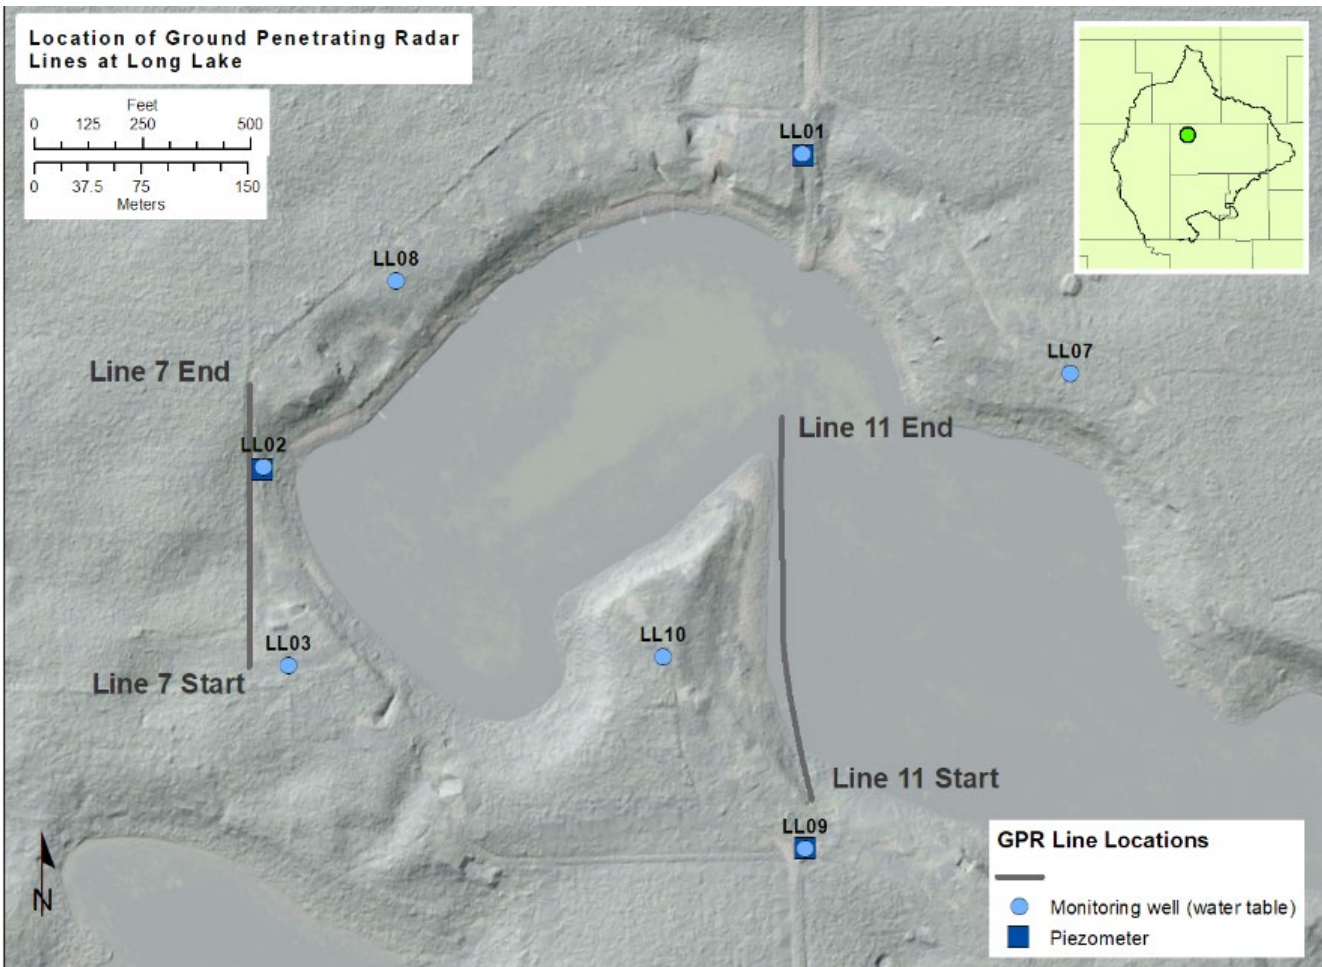 Location of Ground Penetrating Radar
Lines at Long Lake
Feet
0 125 250 500
0 37.5 75 150
Meters
LL01
LL08
LL07
Line 7 End
Line 11 End
LL02
LL10
LL03
Line 7 Start
Line 11 Start
LL09
N
GPR Line Locations
Monitoring well (water table)
Piezometer